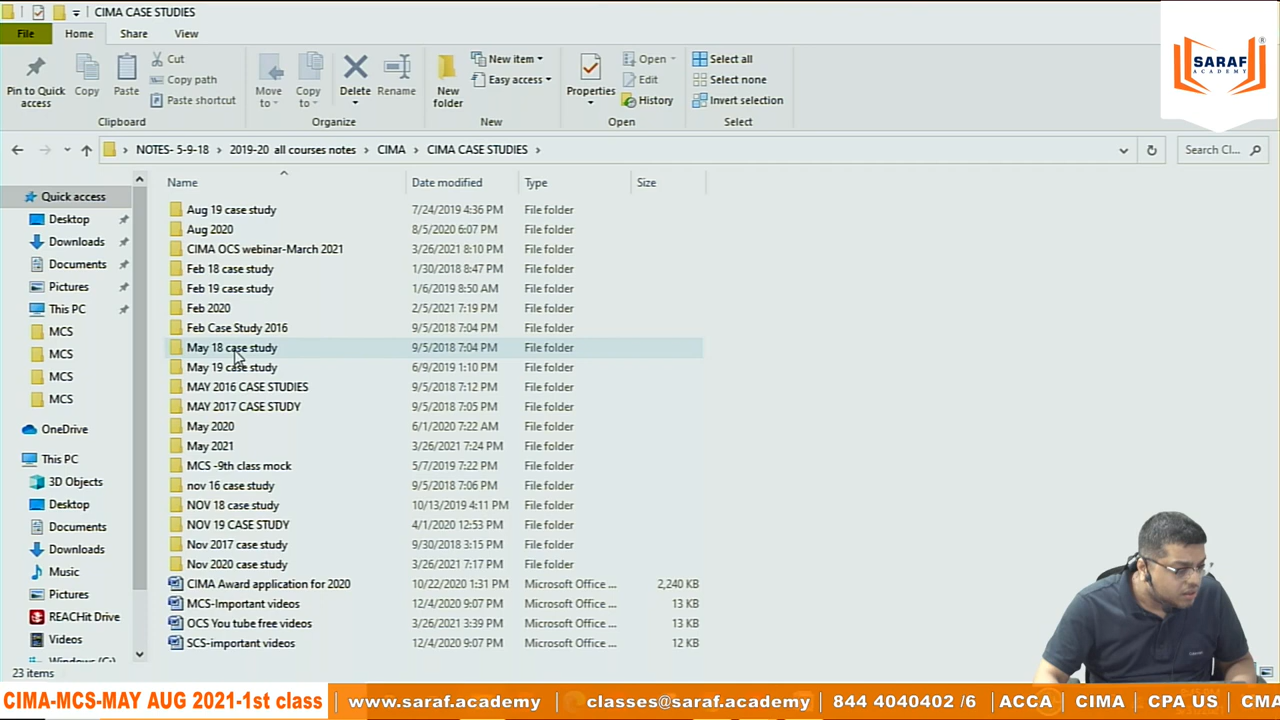 CIMA CASE STUDIES
File Home Share View
Pin to Quick access
Copy
Paste
Cut
Copy path
Paste shortcut
Clipboard
Move to
Copy to
Delete
Rename
Organize
New folder
New item
Easy access
New
Properties
Open
Edit
History
Open
Select all
Select none
Invert selection
Select
SARAF
ACADEMY
NOTES- 5-9-18 › 2019-20 all courses notes › CIMA › CIMA CASE STUDIES ›
Search Cl...
Quick access
Desktop
Downloads
Documents
Pictures
This PC
MCS
MCS
MCS
MCS
OneDrive
This PC
3D Objects
Desktop
Documents
Downloads
Music
Pictures
REACHit Drive
Videos
Windows (C:)
Name Date modified Type Size
Aug 19 case study 7/24/2019 4:36 PM File folder
Aug 2020 8/5/2020 6:07 PM File folder
CIMA OCS webinar-March 2021 3/26/2021 8:10 PM File folder
Feb 18 case study 1/30/2018 8:47 PM File folder
Feb 19 case study 1/6/2019 8:50 AM File folder
Feb 2020 2/5/2021 7:19 PM File folder
Feb Case Study 2016 9/5/2018 7:04 PM File folder
May 18 case study 9/5/2018 7:04 PM File folder
May 19 case study 6/9/2019 1:10 PM File folder
MAY 2016 CASE STUDIES 9/5/2018 7:12 PM File folder
MAY 2017 CASE STUDY 9/5/2018 7:05 PM File folder
May 2020 6/1/2020 7:22 AM File folder
May 2021 3/26/2021 7:24 PM File folder
MCS -9th class mock 5/7/2019 7:22 PM File folder
nov 16 case study 9/5/2018 7:06 PM File folder
NOV 18 case study 10/13/2019 4:11 PM File folder
NOV 19 CASE STUDY 4/1/2020 12:53 PM File folder
Nov 2017 case study 9/30/2018 3:15 PM File folder
Nov 2020 case study 3/26/2021 7:17 PM File folder
CIMA Award application for 2020 10/22/2020 1:31 PM Microsoft Office ... 2,240 KB
MCS-Important videos 12/4/2020 9:07 PM Microsoft Office ... 13 KB
OCS You tube free videos 3/26/2021 3:39 PM Microsoft Office ... 13 KB
SCS-important videos 12/4/2020 9:07 PM Microsoft Office ... 12 KB
23 items
CIMA-MCS-MAY AUG 2021-1st class | www.saraf.academy | classes@saraf.academy | 844 4040402 /6 | ACCA | CIMA | CPA US | CMA